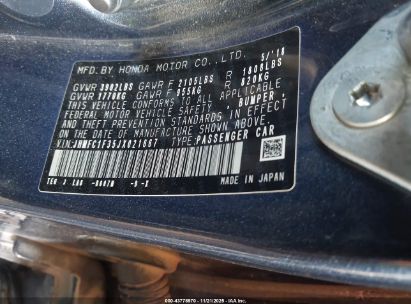 MFD. BY HONDA MOTOR CO., LTD. 5/'18
GVWR 3902LBS GAWR F 2105LBS R 1808LBS
GVWR 1770KG GAWR F 955KG R 820KG
THIS VEHICLE CONFORMS TO ALL APPLICABLE
FEDERAL MOTOR VEHICLE SAFETY, BUMPER,
AND THEFT PREVENTION STANDARDS IN EFFECT
ON THE DATE OF MANUFACTURE SHOWN ABOVE.
VIN: JHMFC1F35JX021667 TYPE: PASSENGER CAR
MADE IN JAPAN